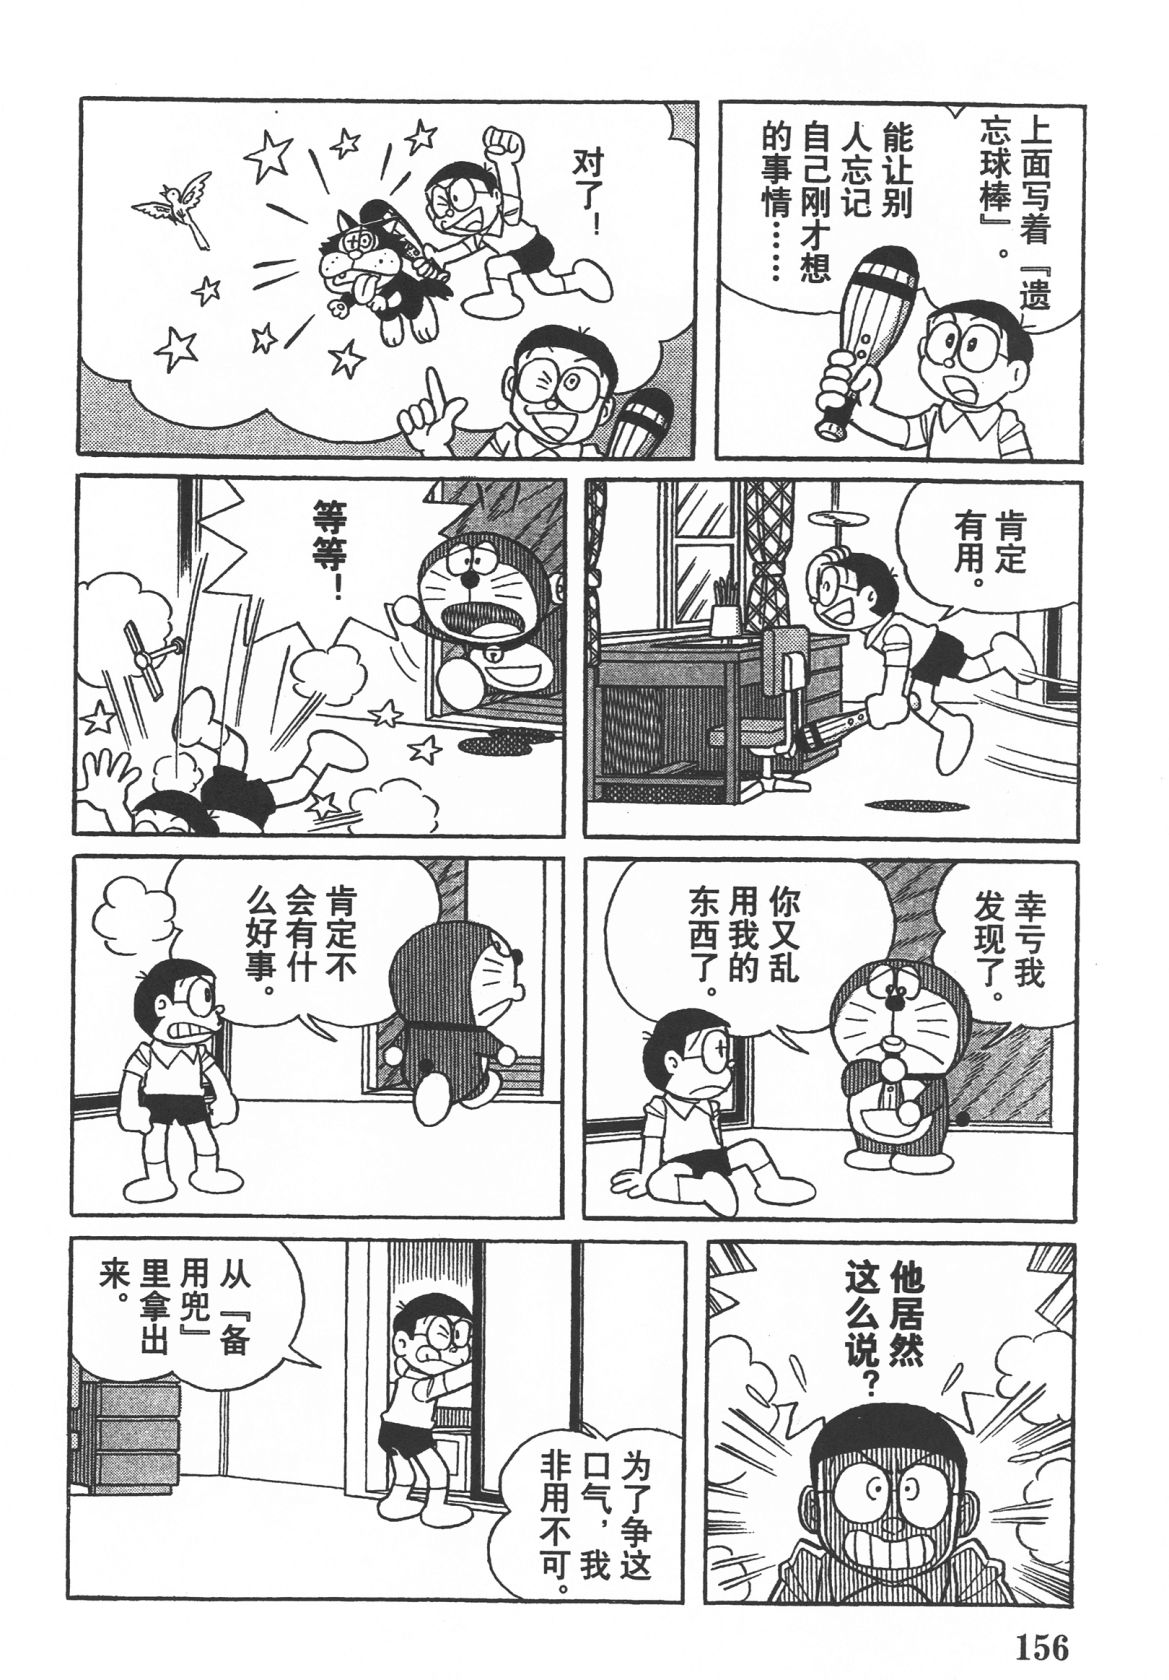 上面写着『遗
忘球棒』。
能让别
人忘记
自己刚才想
的事情……
对了！
肯定
有用。
等等！
幸亏我
发现了。
你又乱
用我的
东西了。
肯定不
会有什
么好事。
他居然
这么说？
为了争这
口气，我
非用不可。
从『备
用兜』
里拿出
来。
156